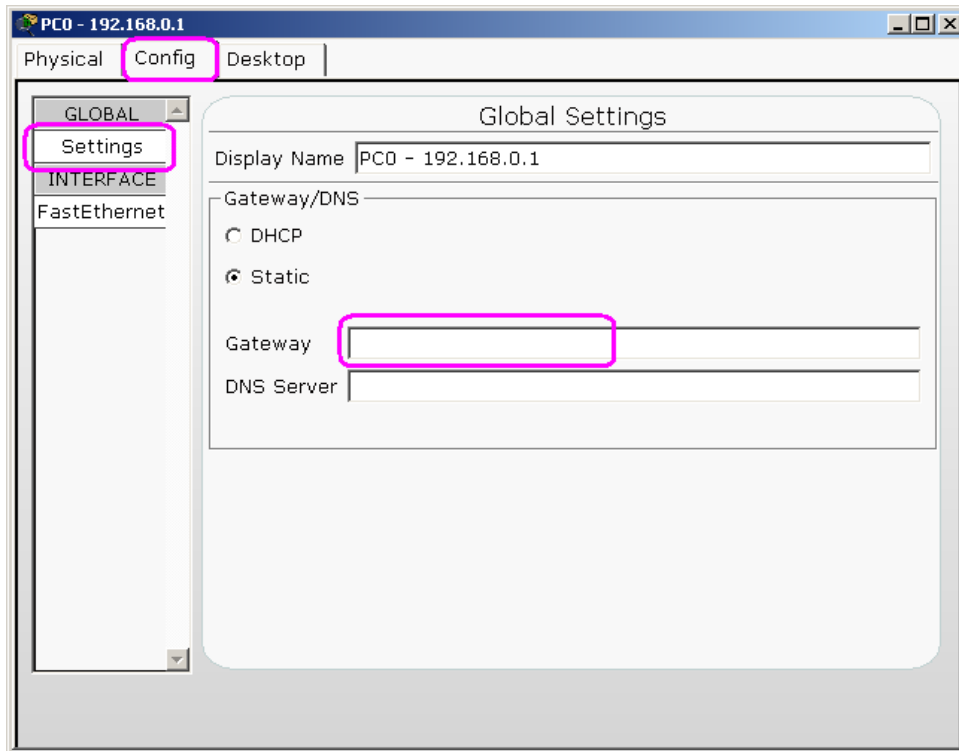 PC0 - 192.168.0.1
Physical Config Desktop
GLOBAL
Settings
INTERFACE
FastEthernet
Global Settings
Display Name PC0 - 192.168.0.1
Gateway/DNS
DHCP
Static
Gateway
DNS Server